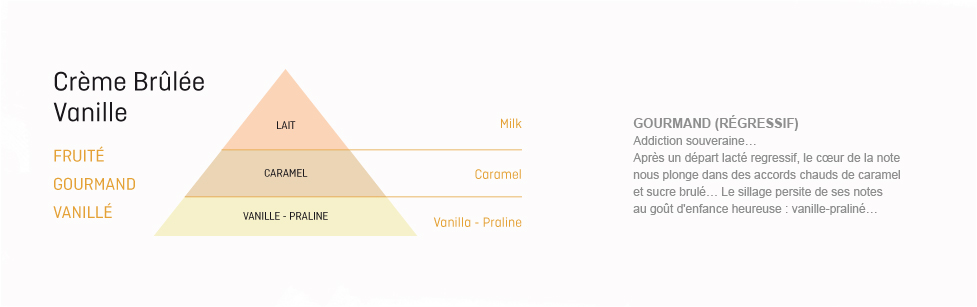 Crème Brûlée
Vanille
FRUITÉ
GOURMAND
VANILLÉ
LAIT
CARAMEL
VANILLE - PRALINE
Milk
Caramel
Vanilla - Praline
GOURMAND (RÉGRESSIF)
Addiction souveraine...
Après un départ lacté regressif, le cœur de la note
nous plonge dans des accords chauds de caramel
et sucre brulé... Le sillage persite de ses notes
au goût d'enfance heureuse : vanille-praliné...